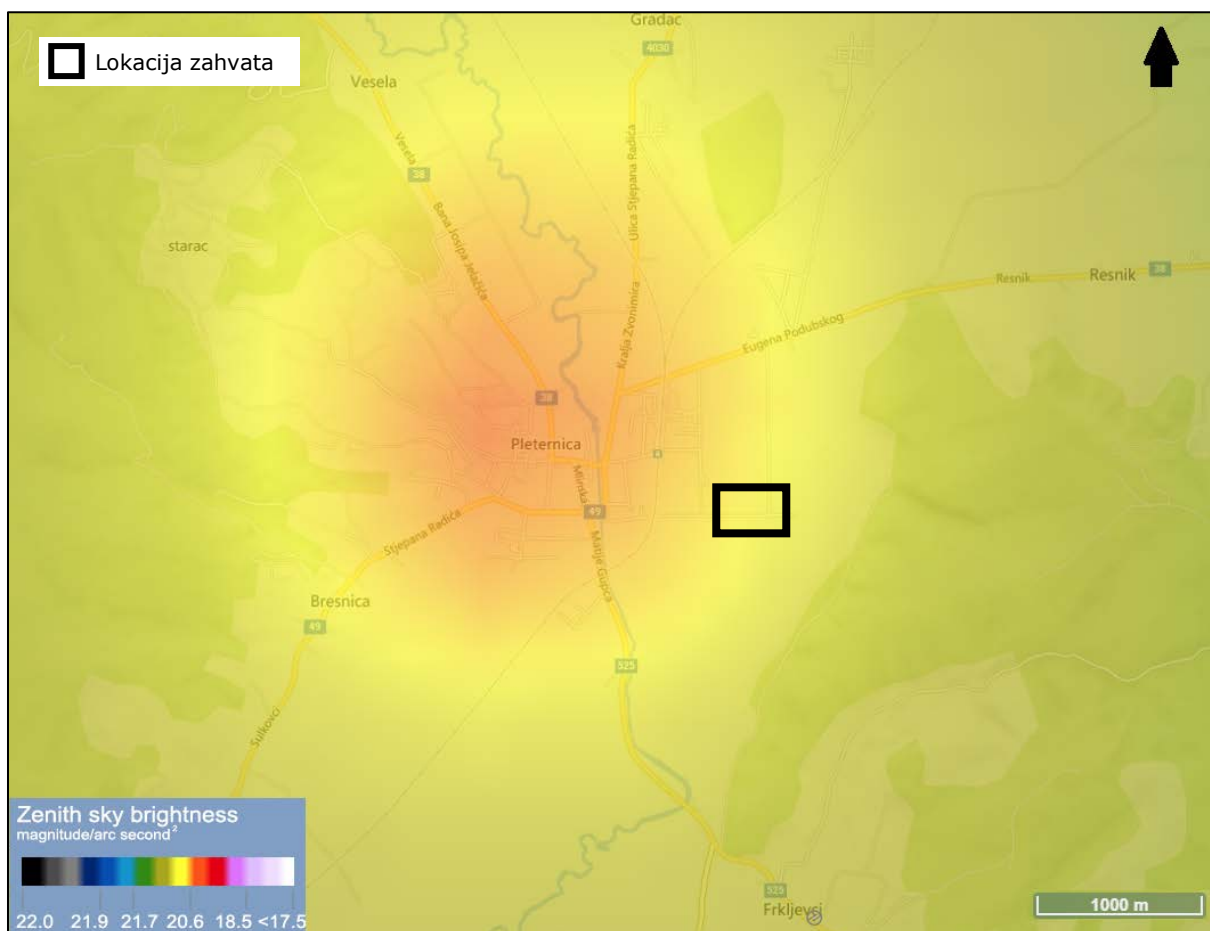 Lokacija zahvata
Gradac
4030
Vesela
Vesela
38
Bana Josipa Jelačića
Ulica Stjepana Radića
starac
Resnik
Resnik
38
Kralja Zvonimira
Eugena Podubskog
38
Pleternica
Mlinska
49
Stjepana Radića
Matije Gupca
Bresnica
49
525
Sulkovci
525
Frkljevci
Zenith sky brightness
magnitude/arc second²
22.0 21.9 21.7 20.6 18.5 <17.5
1000 m